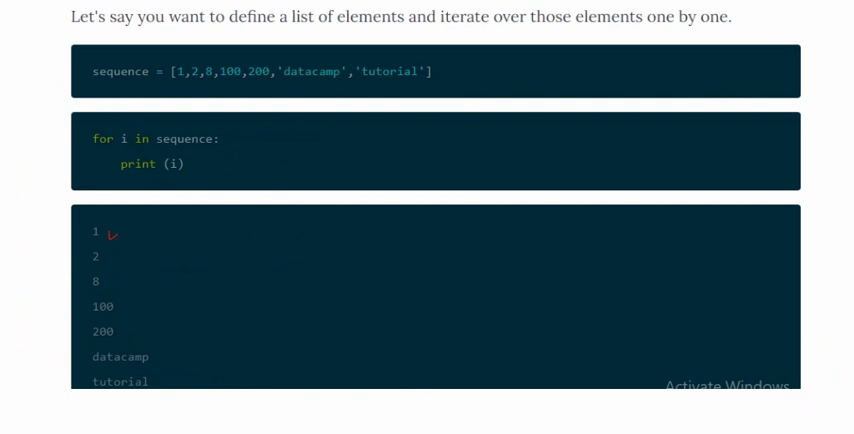 Let's say you want to define a list of elements and iterate over those elements one by one.
sequence = [1,2,8,100,200,'datacamp','tutorial']
for i in sequence:
    print (i)
1
2
8
100
200
datacamp
tutorial
Activate Windows